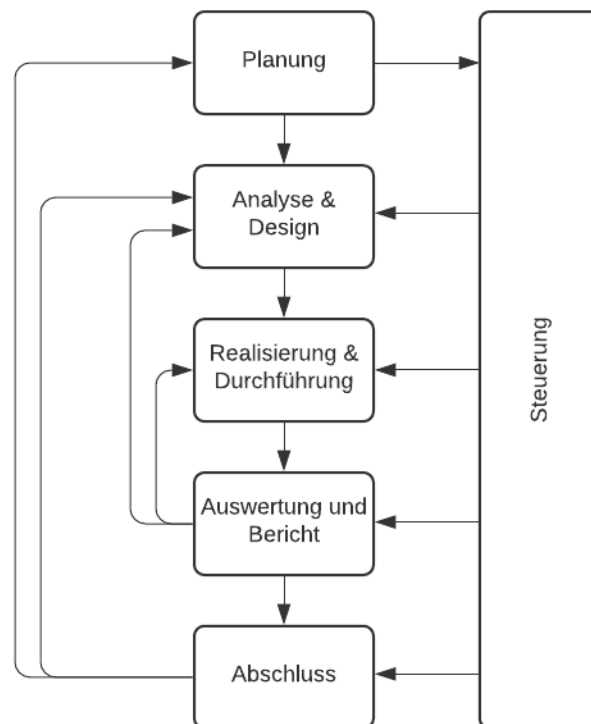 Planung
Analyse &
Design
Realisierung &
Durchführung
Auswertung und
Bericht
Abschluss
Steuerung